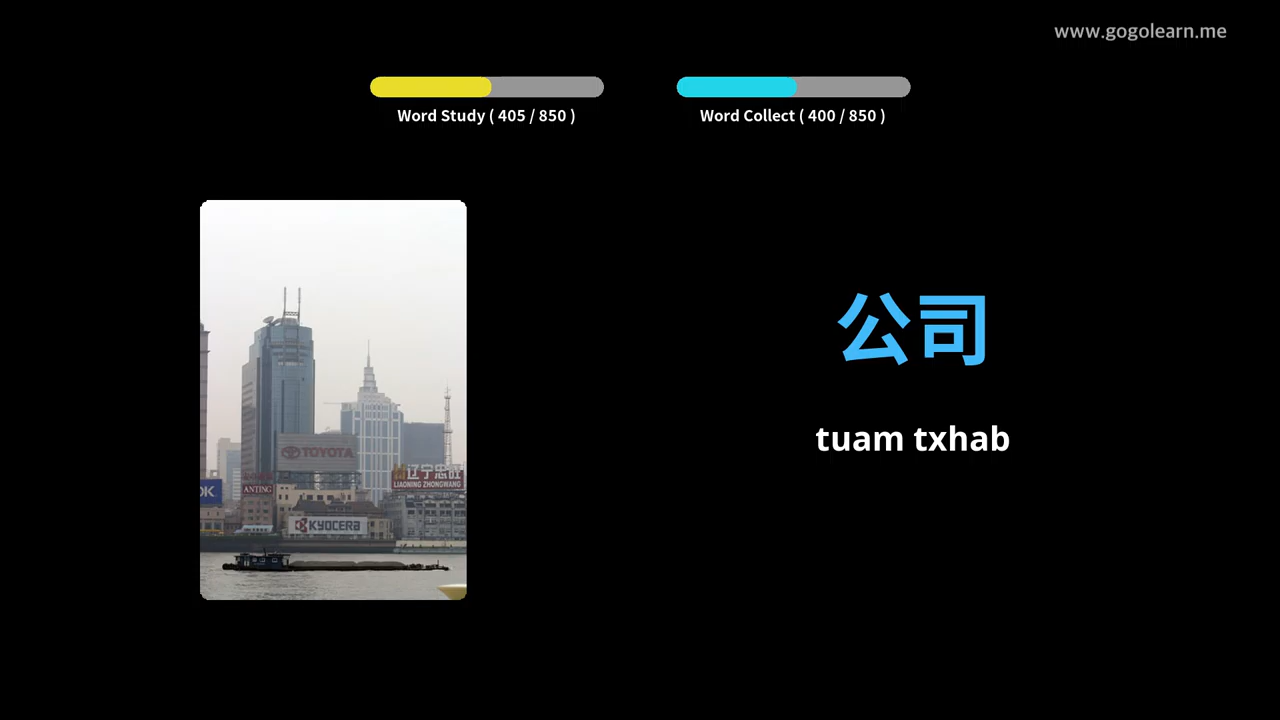 www.gogolearn.me
Word Study ( 405 / 850 )
Word Collect ( 400 / 850 )
公司
tuam txhab
TOYOTA
辽宁忠旺
LIAONING ZHONGWANG
OK
ANTING
KYOCERA